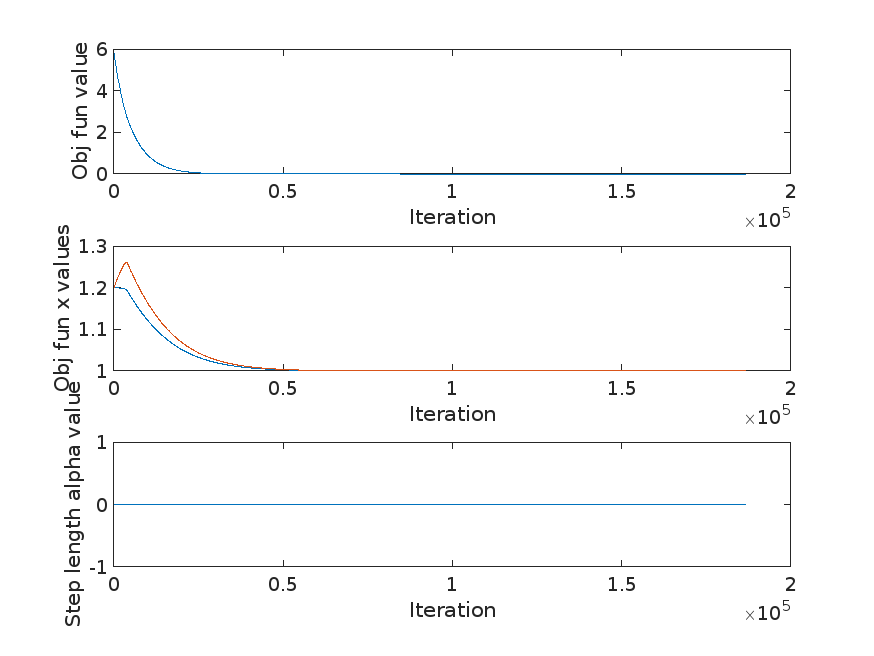 Obj fun value
6
4
2
0
0 0.5 1 1.5 2
Iteration
×10^5
Obj fun x values
1.3
1.2
1.1
1
0 0.5 1 1.5 2
Iteration
×10^5
Step length alpha value
1
0
-1
0 0.5 1 1.5 2
Iteration
×10^5